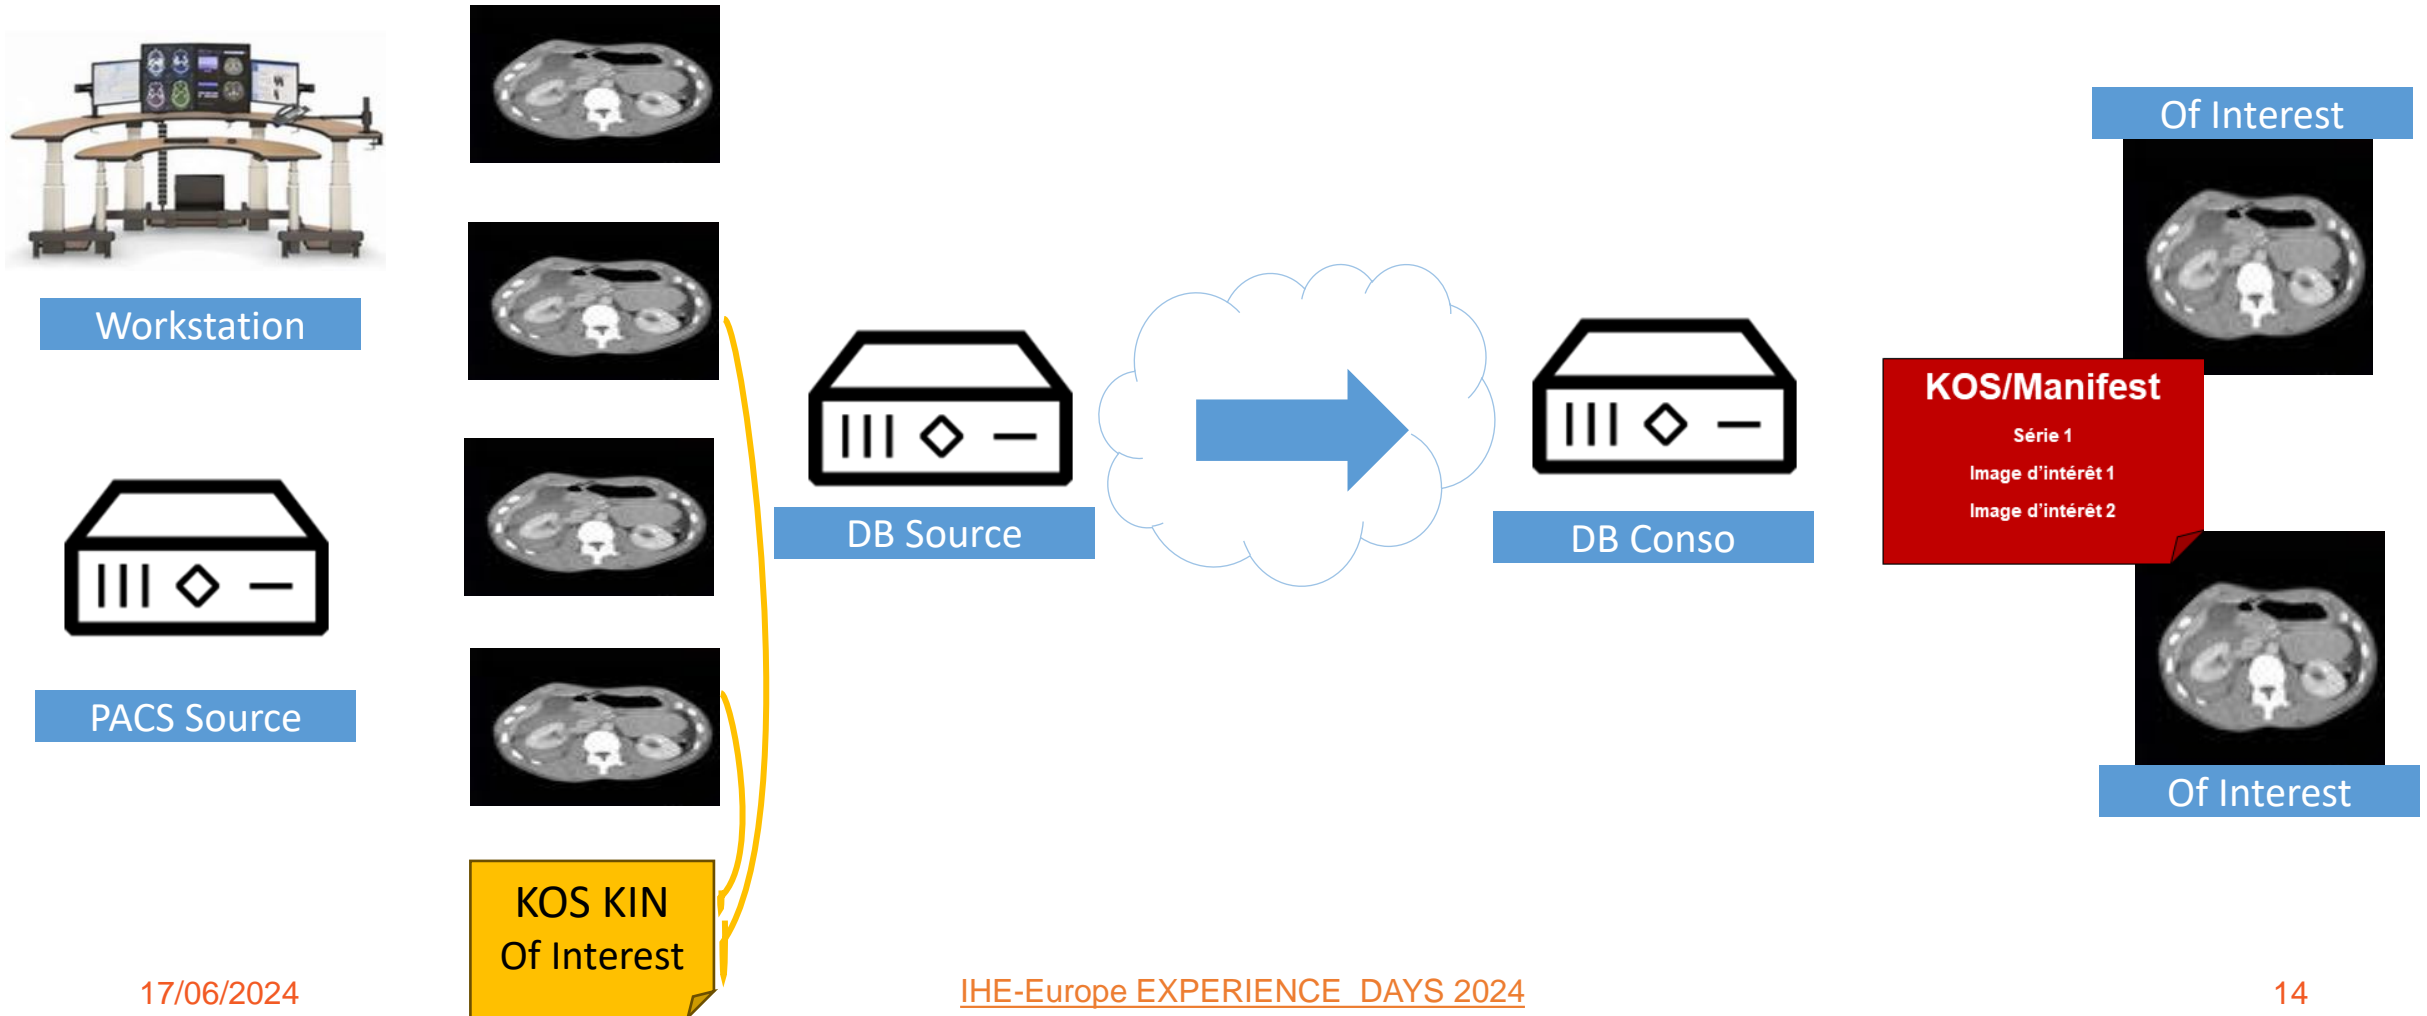 Workstation
PACS Source
KOS KIN
Of Interest
DB Source
DB Conso
Of Interest
KOS/Manifest
Série 1
Image d'intérêt 1
Image d'intérêt 2
Of Interest
17/06/2024
IHE-Europe EXPERIENCE DAYS 2024
14